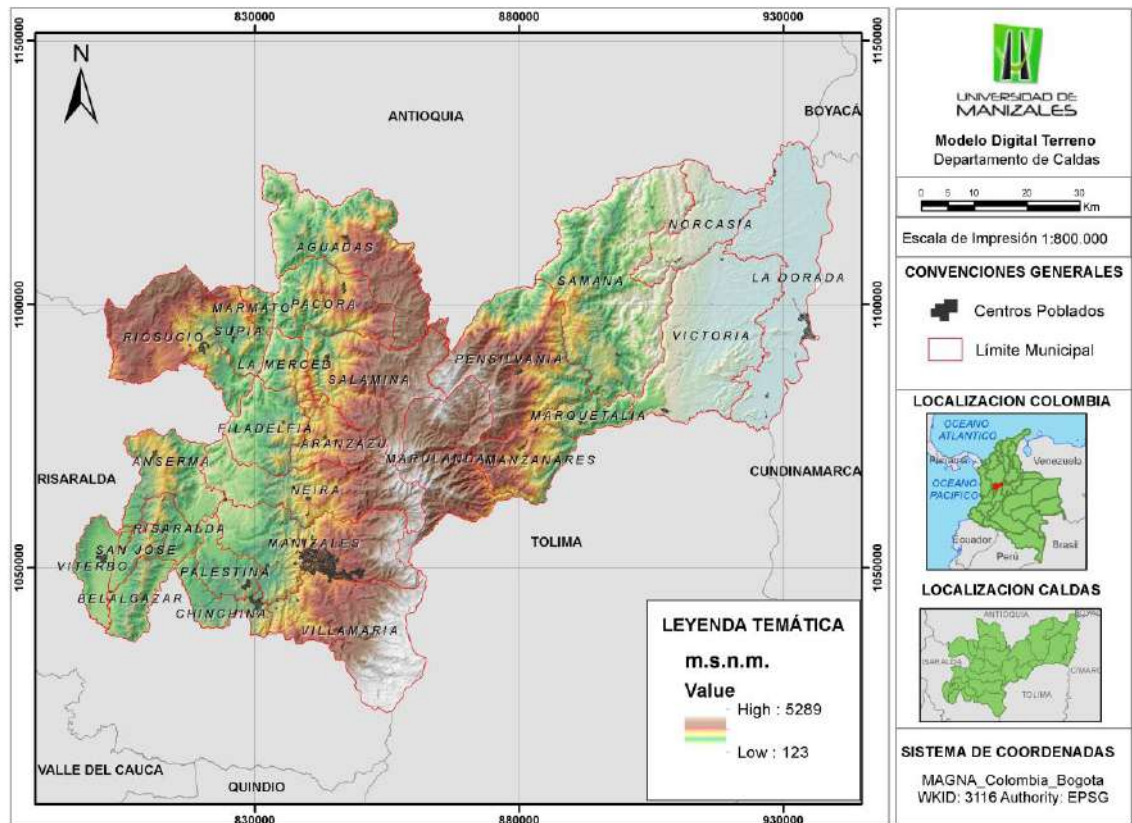 830000
880000
930000
1150000
1150000
N
ANTIOQUIA
BOYACÁ
NORCASIA
AGUADAS
SAMANA
LA DORADA
1100000
1100000
MARMATO
PACORA
RIOSUCIO
SUPIA
VICTORIA
LA MERCED
PENSILVANIA
SALAMINA
MARQUETALIA
FILADELFIA
ARANZAZU
ANSERMA
MARULANDA
MANZANARES
RISARALDA
CUNDINAMARCA
NEIRA
RISARALDA
TOLIMA
MANIZALES
SAN JOSE
VITERBO
PALESTINA
1050000
1050000
BELALCAZAR
CHINCHINA
VILLAMARIA
VALLE DEL CAUCA
QUINDIO
830000
880000
930000
LEYENDA TEMÁTICA
m.s.n.m.
Value
High : 5289
Low : 123
UNIVERSIDAD DE
MANIZALES
Modelo Digital Terreno
Departamento de Caldas
0 5 10 20 30
Km
Escala de Impresión 1:800.000
CONVENCIONES GENERALES
Centros Poblados
Límite Municipal
LOCALIZACION COLOMBIA
OCEANO
ATLANTICO
Panamá
Venezuela
OCEANO
PACIFICO
Ecuador
Perú
Brasil
LOCALIZACION CALDAS
ANTIOQUIA
ISARALDA
TOLIMA
SISTEMA DE COORDENADAS
MAGNA_Colombia_Bogota
WKID: 3116 Authority: EPSG